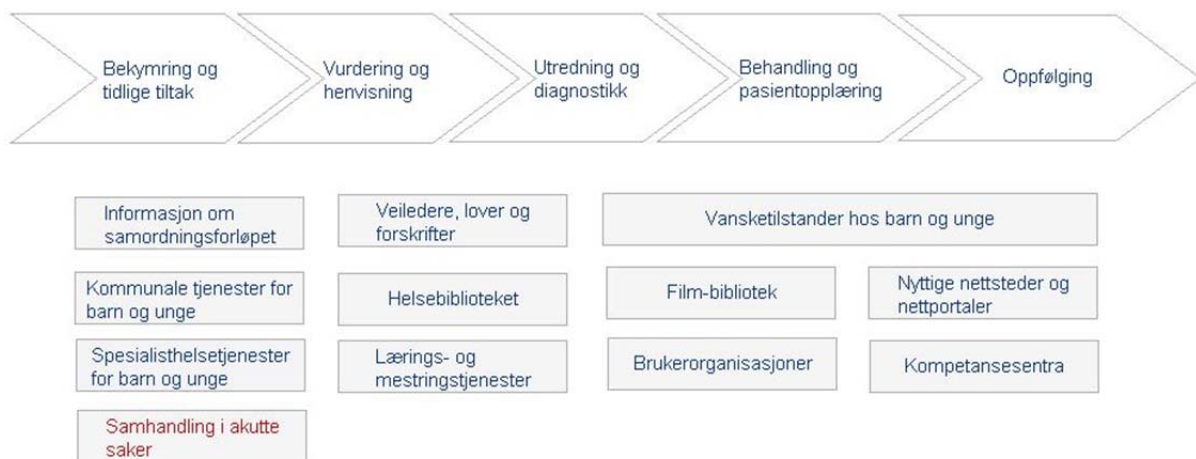 Bekymring og
tidlige tiltak
Vurdering og
henvisning
Utredning og
diagnostikk
Behandling og
pasientopplæring
Oppfølging
Informasjon om
samordningsforløpet
Veiledere, lover og
forskrifter
Vansketilstander hos barn og unge
Kommunale tjenester for
barn og unge
Helsebiblioteket
Film-bibliotek
Nyttige nettsteder og
nettportaler
Spesialisthelsetjenester
for barn og unge
Lærings- og
mestringstjenester
Brukerorganisasjoner
Kompetansesentra
Samhandling i akutte
saker